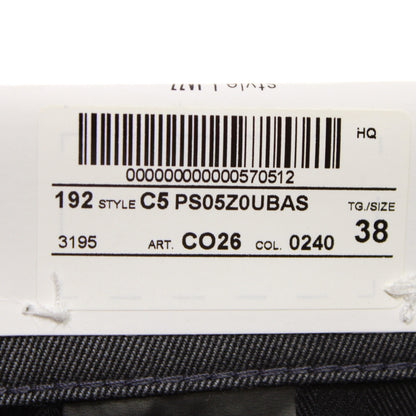 HQ
000000000000570512
192 STYLE C5 PS05Z0UBAS TG./SIZE
3195 ART. CO26 COL. 0240 38